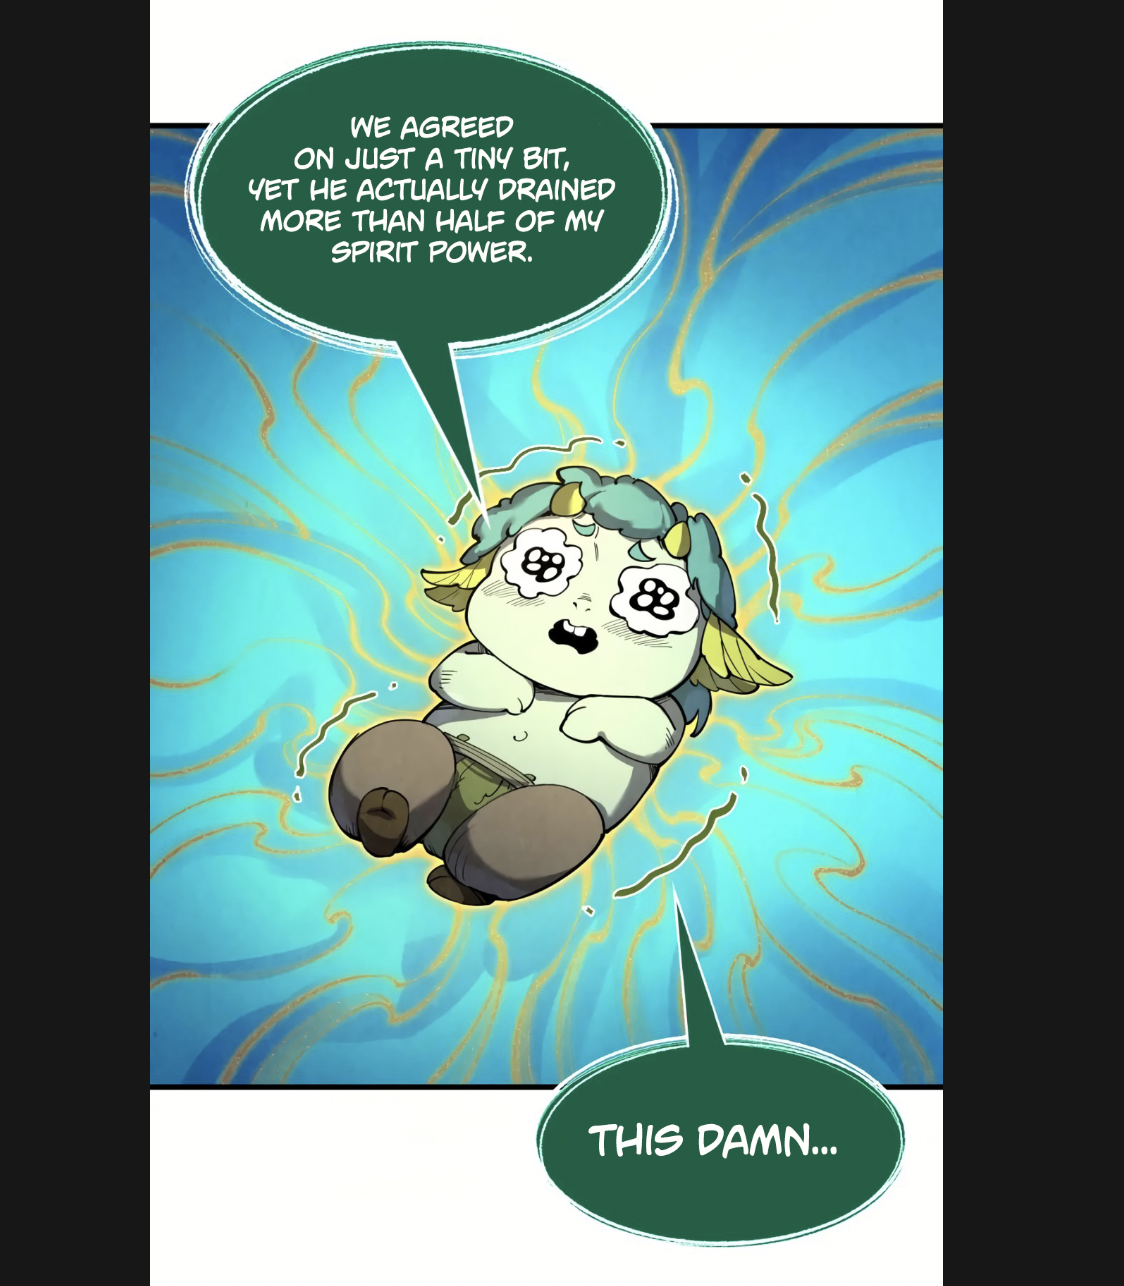 WE AGREED
ON JUST A TINY BIT,
YET HE ACTUALLY DRAINED
MORE THAN HALF OF MY
SPIRIT POWER.
THIS DAMN...